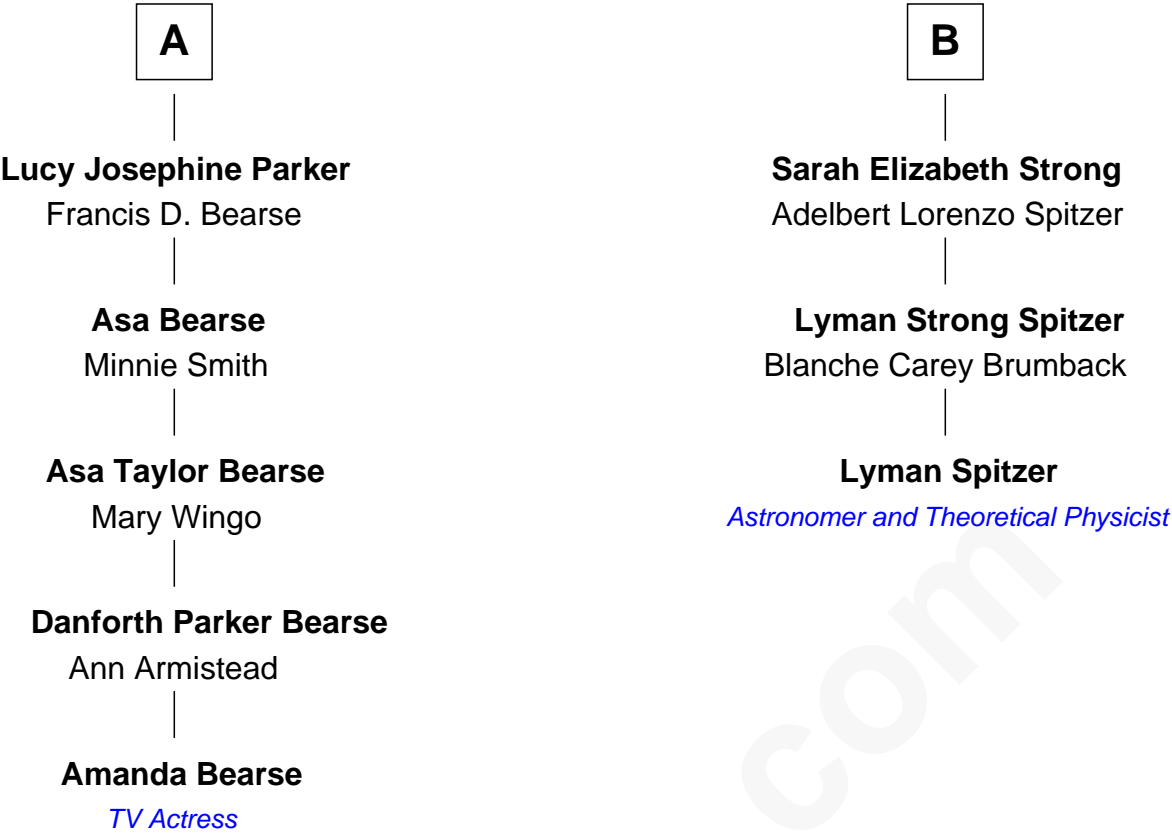 A
Lucy Josephine Parker
Francis D. Bearse
Asa Bearse
Minnie Smith
Asa Taylor Bearse
Mary Wingo
Danforth Parker Bearse
Ann Armistead
Amanda Bearse
TV Actress
B
Sarah Elizabeth Strong
Adelbert Lorenzo Spitzer
Lyman Strong Spitzer
Blanche Carey Brumback
Lyman Spitzer
Astronomer and Theoretical Physicist
com